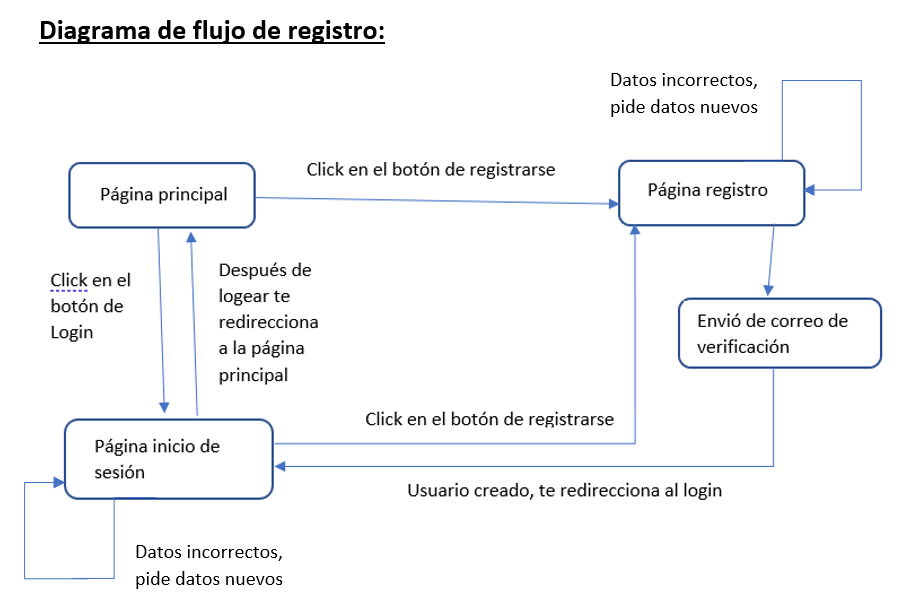 Diagrama de flujo de registro:
Datos incorrectos,
pide datos nuevos
Click en el botón de registrarse
Página principal
Página registro
Click en el
botón de
Login
Después de
logear te
redirecciona
a la página
principal
Envió de correo de
verificación
Click en el botón de registrarse
Página inicio de
sesión
Usuario creado, te redirecciona al login
Datos incorrectos,
pide datos nuevos